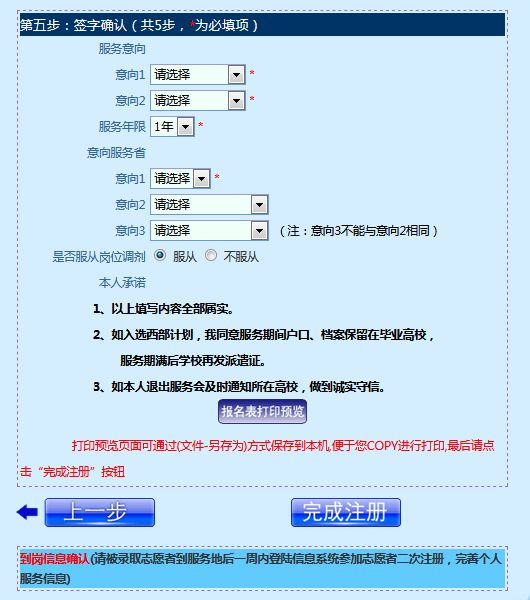 第五步：签字确认（共5步，*为必填项）
服务意向
意向1 请选择 *
意向2 请选择 *
服务年限 1年 *
意向服务省
意向1 请选择 *
意向2 请选择
意向3 请选择 （注：意向3不能与意向2相同）
是否服从岗位调剂 服从 不服从
本人承诺
1、以上填写内容全部属实。
2、如入选西部计划，我同意服务期间户口、档案保留在毕业高校，
服务期满后学校再发派遣证。
3、如本人退出服务会及时通知所在高校，做到诚实守信。
报名表打印预览
打印预览页面可通过(文件-另存为)方式保存到本机,便于您COPY进行打印,最后请点
击“完成注册”按钮
上一步 完成注册
到岗信息确认(请被录取志愿者到服务地后一周内登陆信息系统参加志愿者二次注册，完善个人
服务信息)